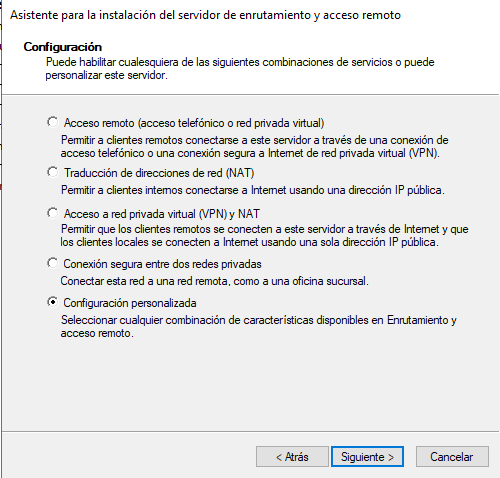 Asistente para la instalación del servidor de enrutamiento y acceso remoto
Configuración
Puede habilitar cualesquiera de las siguientes combinaciones de servicios o puede
personalizar este servidor.
Acceso remoto (acceso telefónico o red privada virtual)
Permitir a clientes remotos conectarse a este servidor a través de una conexión de
acceso telefónico o una conexión segura a Internet de red privada virtual (VPN).
Traducción de direcciones de red (NAT)
Permitir a clientes internos conectarse a Internet usando una dirección IP pública.
Acceso a red privada virtual (VPN) y NAT
Permitir que los clientes remotos se conecten a este servidor a través de Internet y que
los clientes locales se conecten a Internet usando una sola dirección IP pública.
Conexión segura entre dos redes privadas
Conectar esta red a una red remota, como a una oficina sucursal.
Configuración personalizada
Seleccionar cualquier combinación de características disponibles en Enrutamiento y
acceso remoto.
< Atrás Siguiente > Cancelar